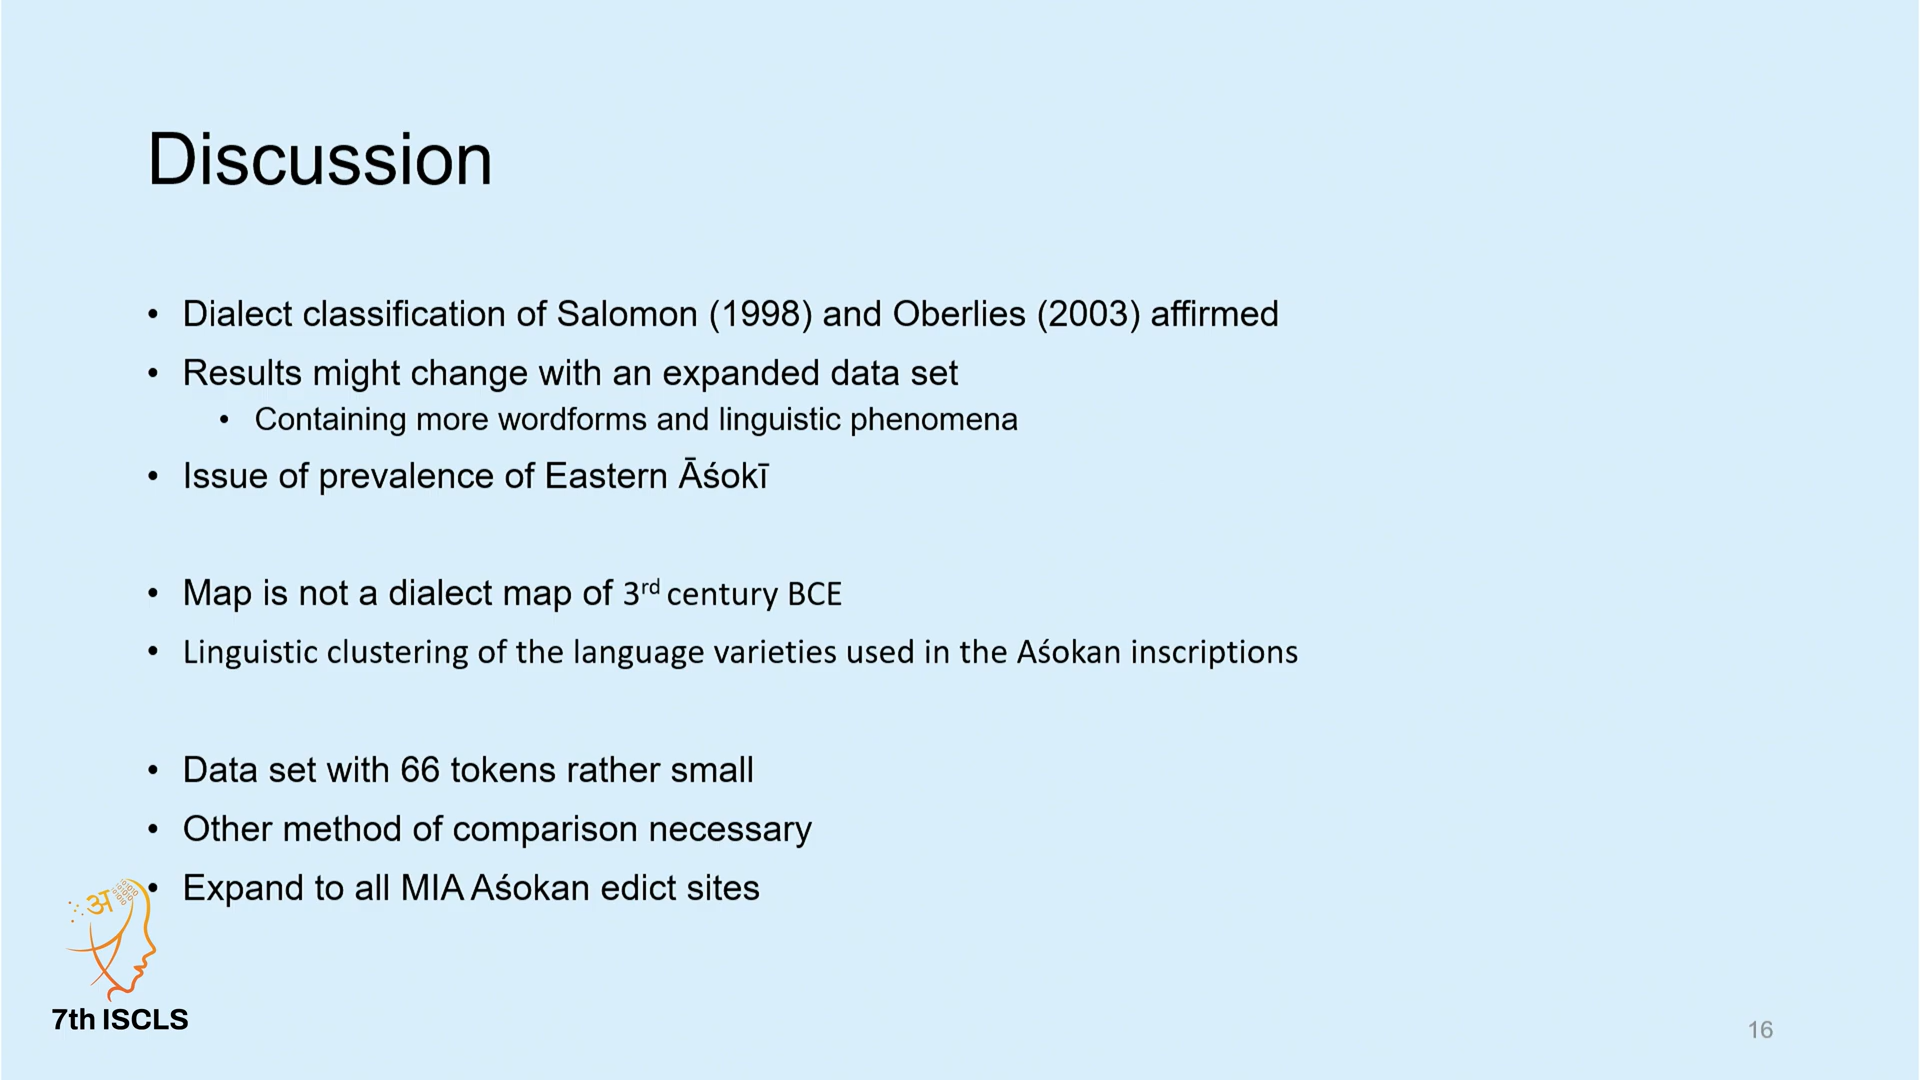 Discussion
• Dialect classification of Salomon (1998) and Oberlies (2003) affirmed
• Results might change with an expanded data set
• Containing more wordforms and linguistic phenomena
• Issue of prevalence of Eastern Āśokī
• Map is not a dialect map of 3rd century BCE
• Linguistic clustering of the language varieties used in the Aśokan inscriptions
• Data set with 66 tokens rather small
• Other method of comparison necessary
• Expand to all MIA Aśokan edict sites
अ
7th ISCLS
16